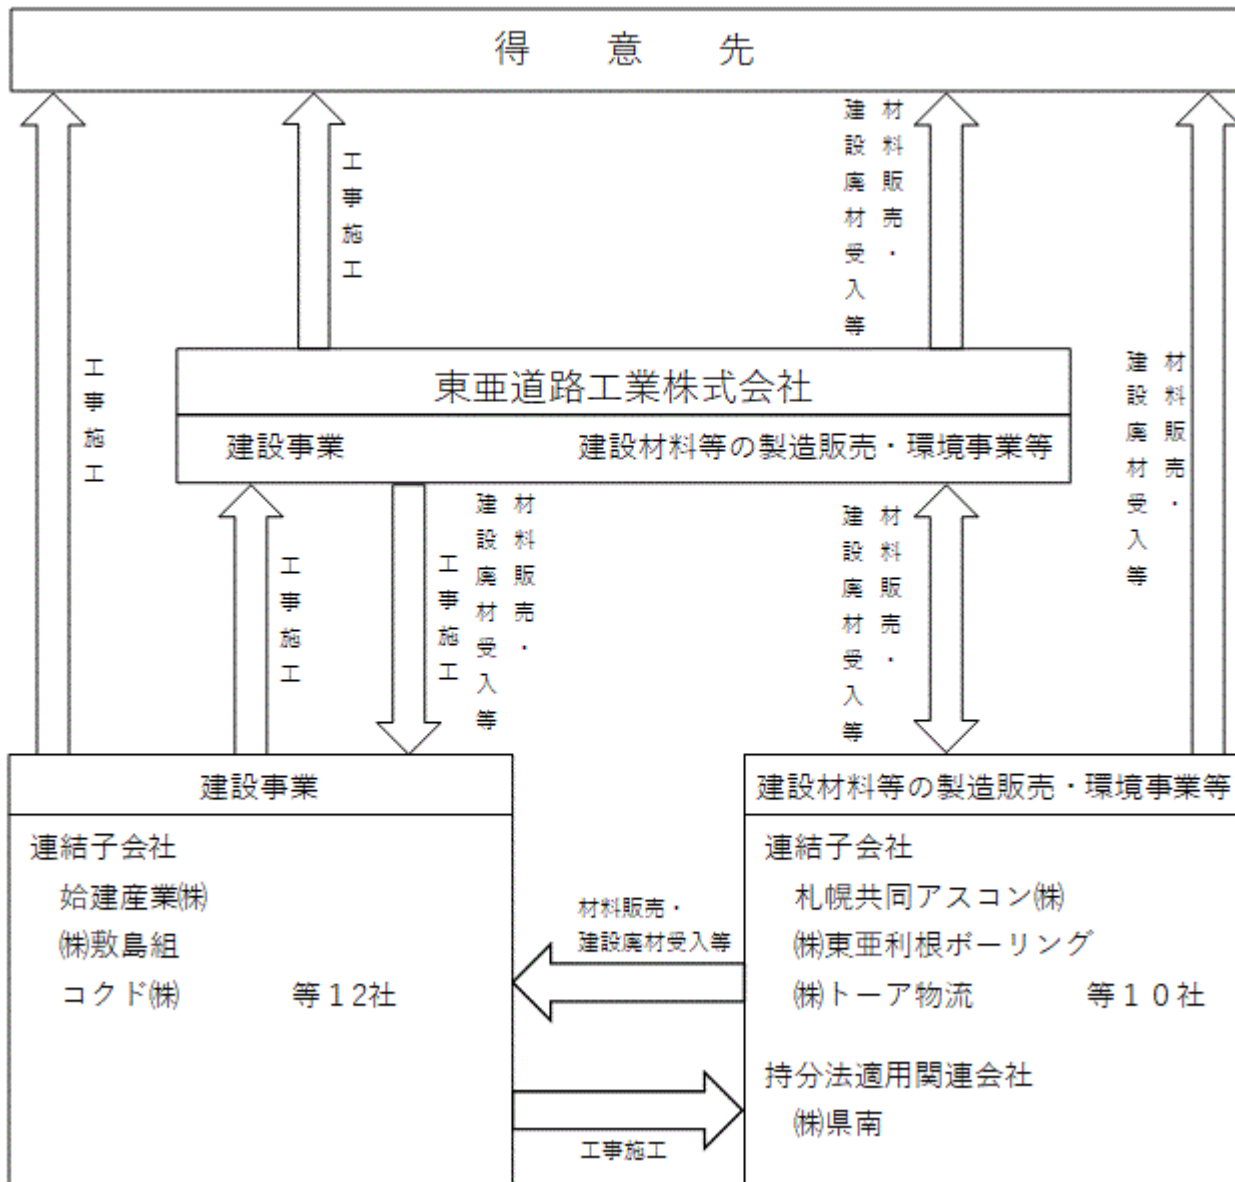 得意先
工事施工
材料販売・
建設廃材受入等
工事施工
材料販売・
建設廃材受入等
東亜道路工業株式会社
建設事業
建設材料等の製造販売・環境事業等
工事施工
工事施工
材料販売・
建設廃材受入等
材料販売・
建設廃材受入等
建設事業
連結子会社
始建産業㈱
㈱敷島組
コクド㈱ 等12社
材料販売・
建設廃材受入等
工事施工
建設材料等の製造販売・環境事業等
連結子会社
札幌共同アスコン㈱
㈱東亜利根ボーリング
㈱トーア物流 等１０社
持分法適用関連会社
㈱県南